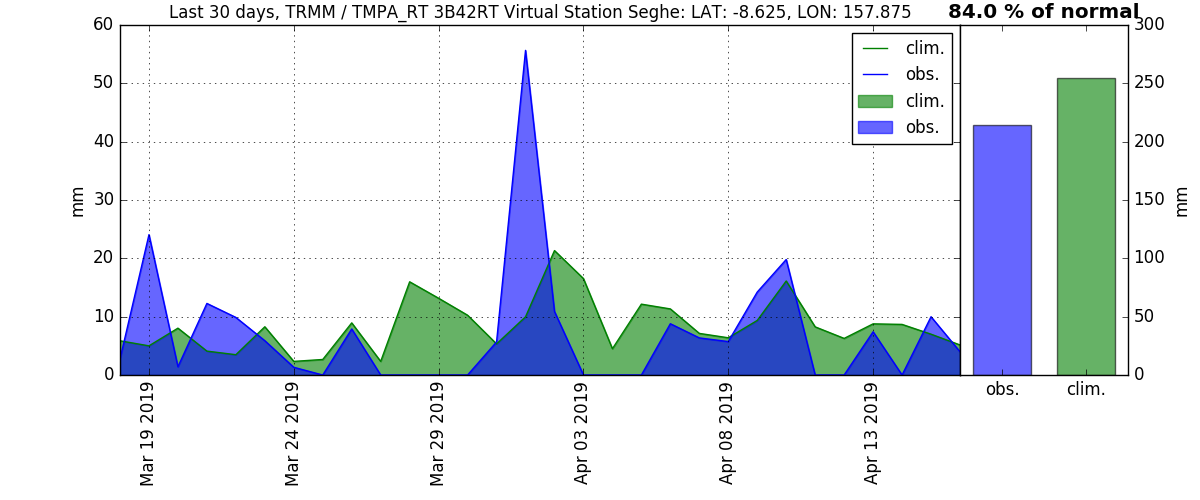 Last 30 days, TRMM / TMPA_RT 3B42RT Virtual Station Seghe: LAT: -8.625, LON: 157.875
84.0 % of normal
60
50
40
30
20
10
0
mm
clim.
obs.
clim.
obs.
300
250
200
150
100
50
0
mm
Mar 19 2019
Mar 24 2019
Mar 29 2019
Apr 03 2019
Apr 08 2019
Apr 13 2019
obs.
clim.